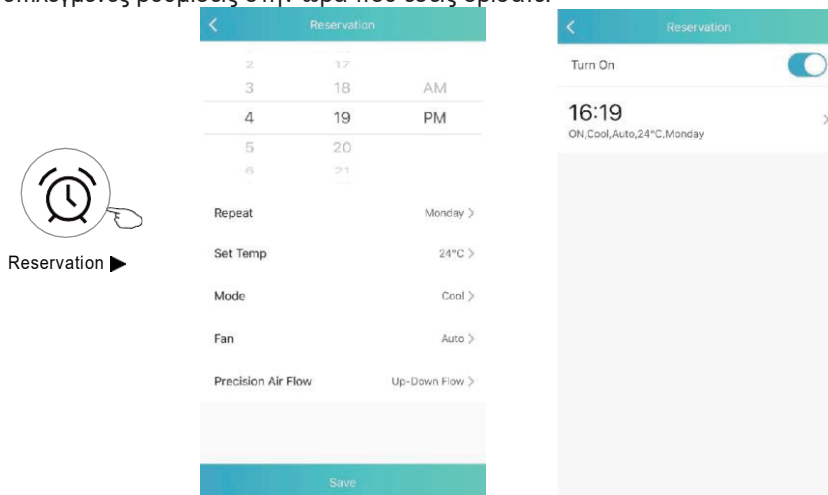 ρυθμίσεις στην ώρα που εσείς ορίσατε.
Reservation ▶
Reservation
2 17
3 18 AM
4 19 PM
5 20
6 21
Repeat Monday >
Set Temp 24°C >
Mode Cool >
Fan Auto >
Precision Air Flow Up-Down Flow >
Save
Reservation
Turn On
16:19
ON,Cool,Auto,24°C,Monday